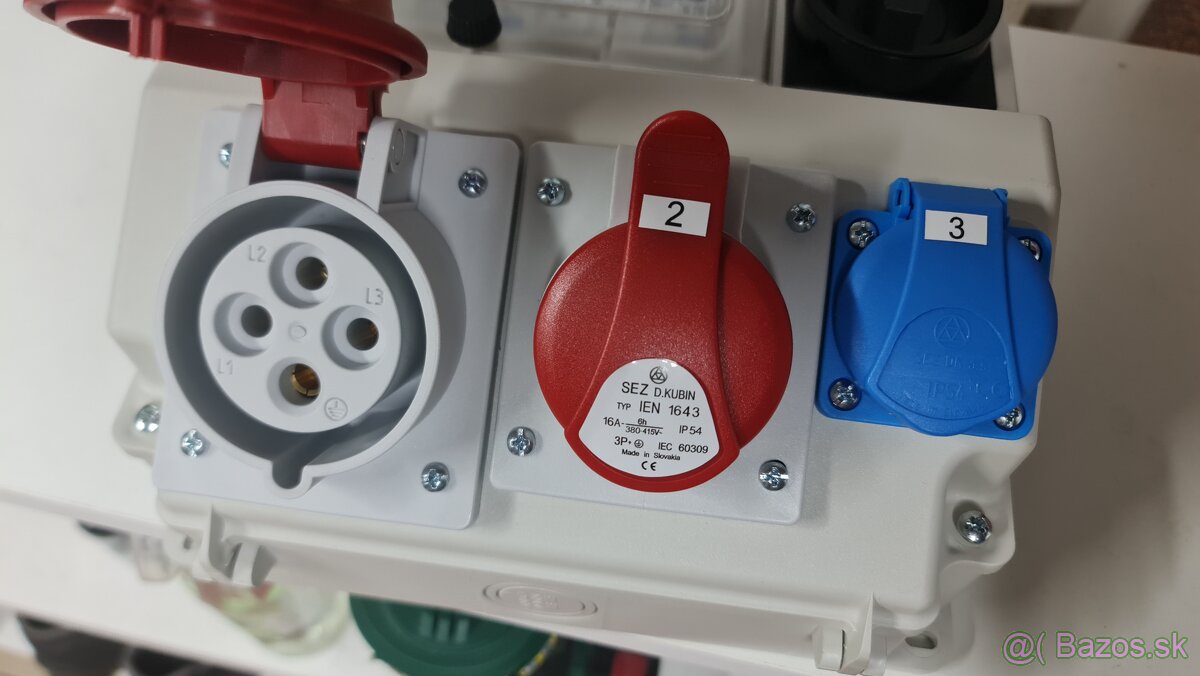 L2
L3
L1
2
SEZ D.KUBIN
TYP IEN 1643
16A- 6h IP54
380-415V~
3P+ IEC 60309
Made in Slovakia
CE
3
@( Bazos.sk